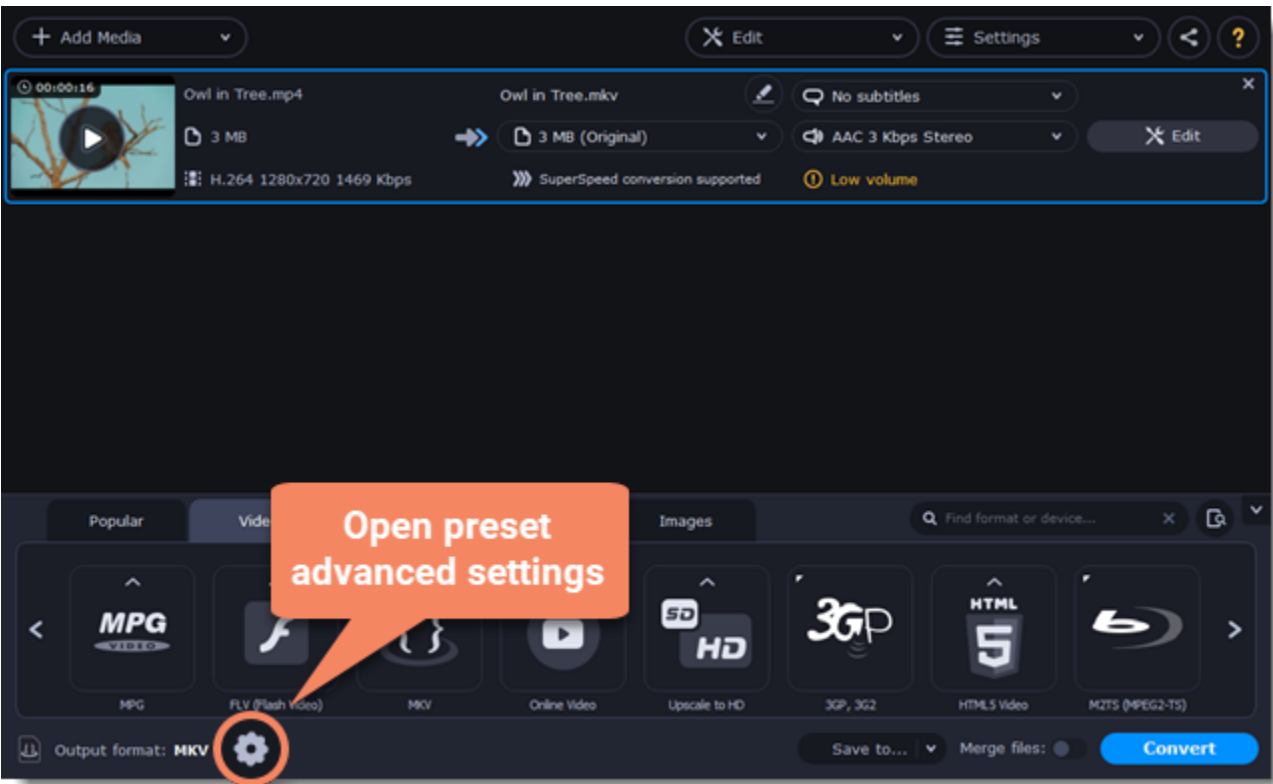 Add Media
Edit
Settings
?
00:00:16
Owl in Tree.mp4
Owl in Tree.mkv
No subtitles
3 MB
3 MB (Original)
AAC 3 Kbps Stereo
Edit
H.264 1280x720 1469 Kbps
SuperSpeed conversion supported
Low volume
Popular
Vide
Images
Find format or device...
Open preset
advanced settings
MPG
VIDEO
SD
HD
3GP
HTML
5
MPG
FLV (Flash Video)
MKV
Online Video
Upscale to HD
3GP, 3G2
HTML5 Video
M2TS (MPEG2-TS)
Output format: MKV
Save to...
Merge files:
Convert